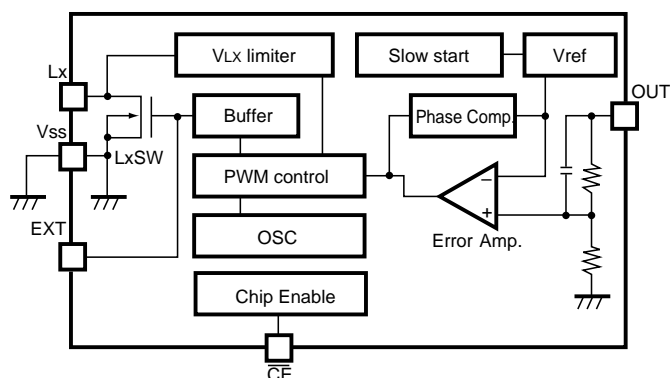 VLX limiter
Slow start
Vref
Lx
OUT
Buffer
Phase Comp.
Vss
LxSW
PWM control
−
+
EXT
OSC
Error Amp.
Chip Enable
CE